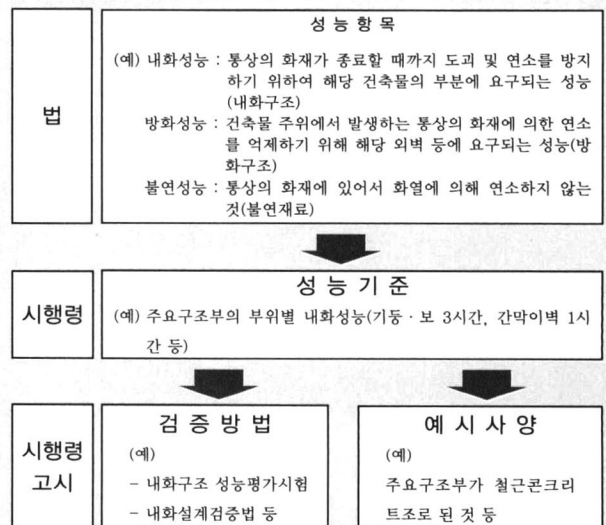 성능항목
법
(예) 내화성능 : 통상의 화재가 종료할 때까지 도괴 및 연소를 방지
하기 위하여 해당 건축물의 부분에 요구되는 성능
(내화구조)
방화성능 : 건축물 주위에서 발생하는 통상의 화재에 의한 연소
를 억제하기 위해 해당 외벽 등에 요구되는 성능(방
화구조)
불연성능 : 통상의 화재에 있어서 화열에 의해 연소하지 않는
것(불연재료)
시행령
성능기준
(예) 주요구조부의 부위별 내화성능(기둥 · 보 3시간, 간막이벽 1시
간 등)
시행령
고시
검증방법
(예)
- 내화구조 성능평가시험
- 내화설계검증법 등
예시사양
(예)
주요구조부가 철근콘크리
트조로 된 것 등